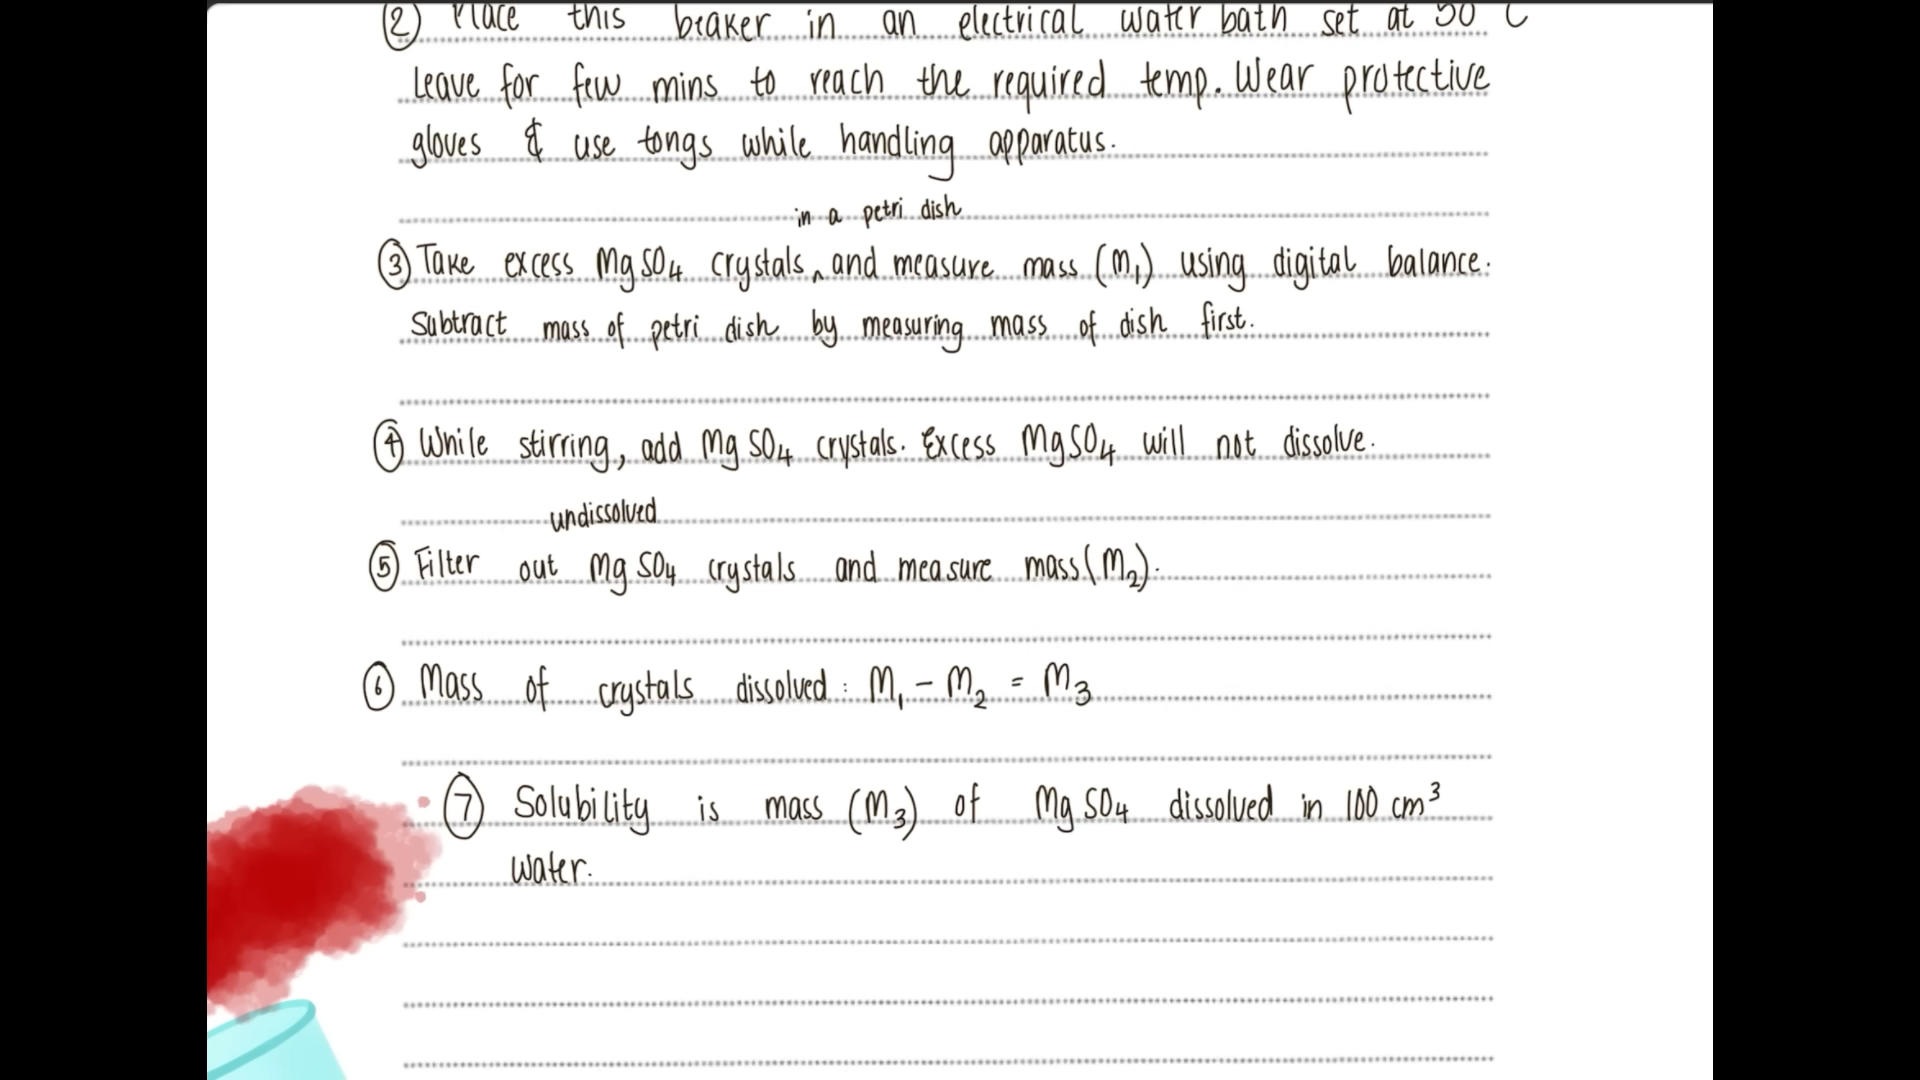 ② Place this beaker in an electrical water bath set at 50°C
Leave for few mins to reach the required temp. Wear protective
gloves & use tongs while handling apparatus.
in a petri dish
③ Take excess MgSO4 crystals ^ and measure mass (M₁) using digital balance.
Subtract mass of petri dish by measuring mass of dish first.
④ While stirring, add MgSO4 crystals. Excess MgSO4 will not dissolve.
undissolved
⑤ Filter out MgSO4 crystals and measure mass (M₂).
⑥ Mass of crystals dissolved : M₁ - M₂ = M₃
⑦ Solubility is mass (M₃) of MgSO4 dissolved in 100 cm³
water.